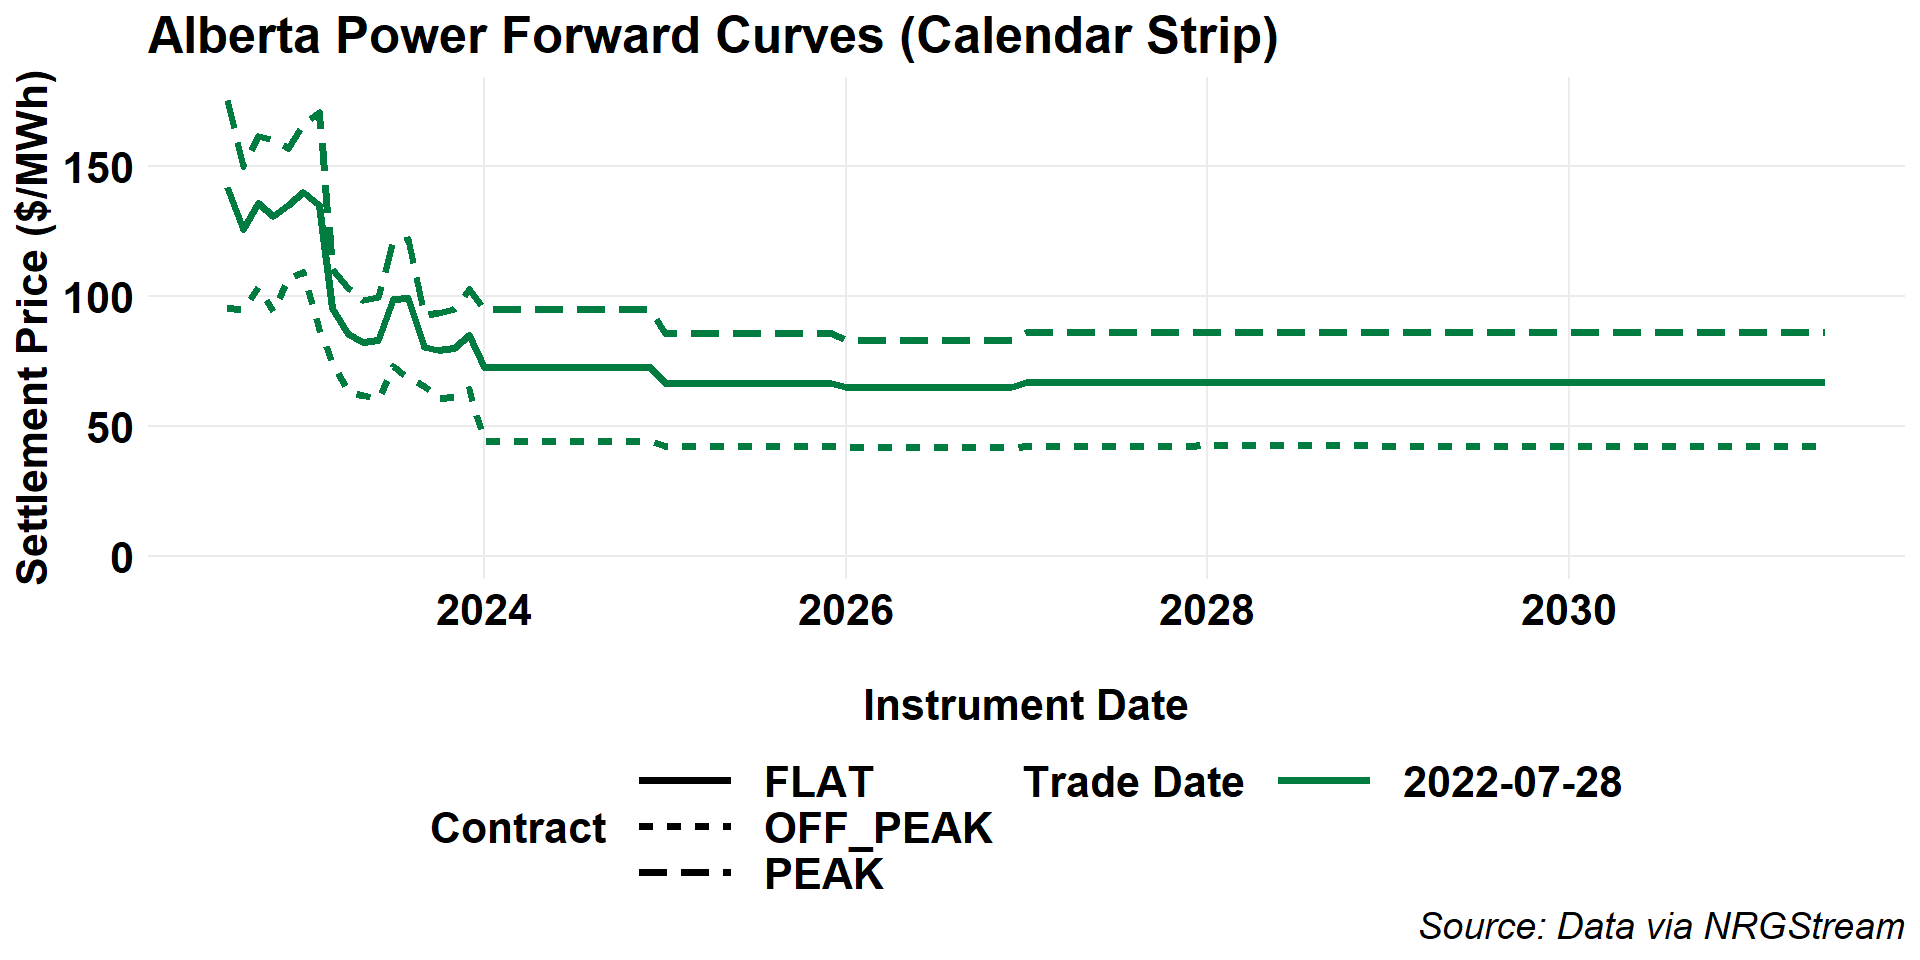 Alberta Power Forward Curves (Calendar Strip)
Settlement Price ($/MWh)
150
100
50
0
2024
2026
2028
2030
Instrument Date
Contract
FLAT
OFF_PEAK
PEAK
Trade Date
2022-07-28
Source: Data via NRGStream